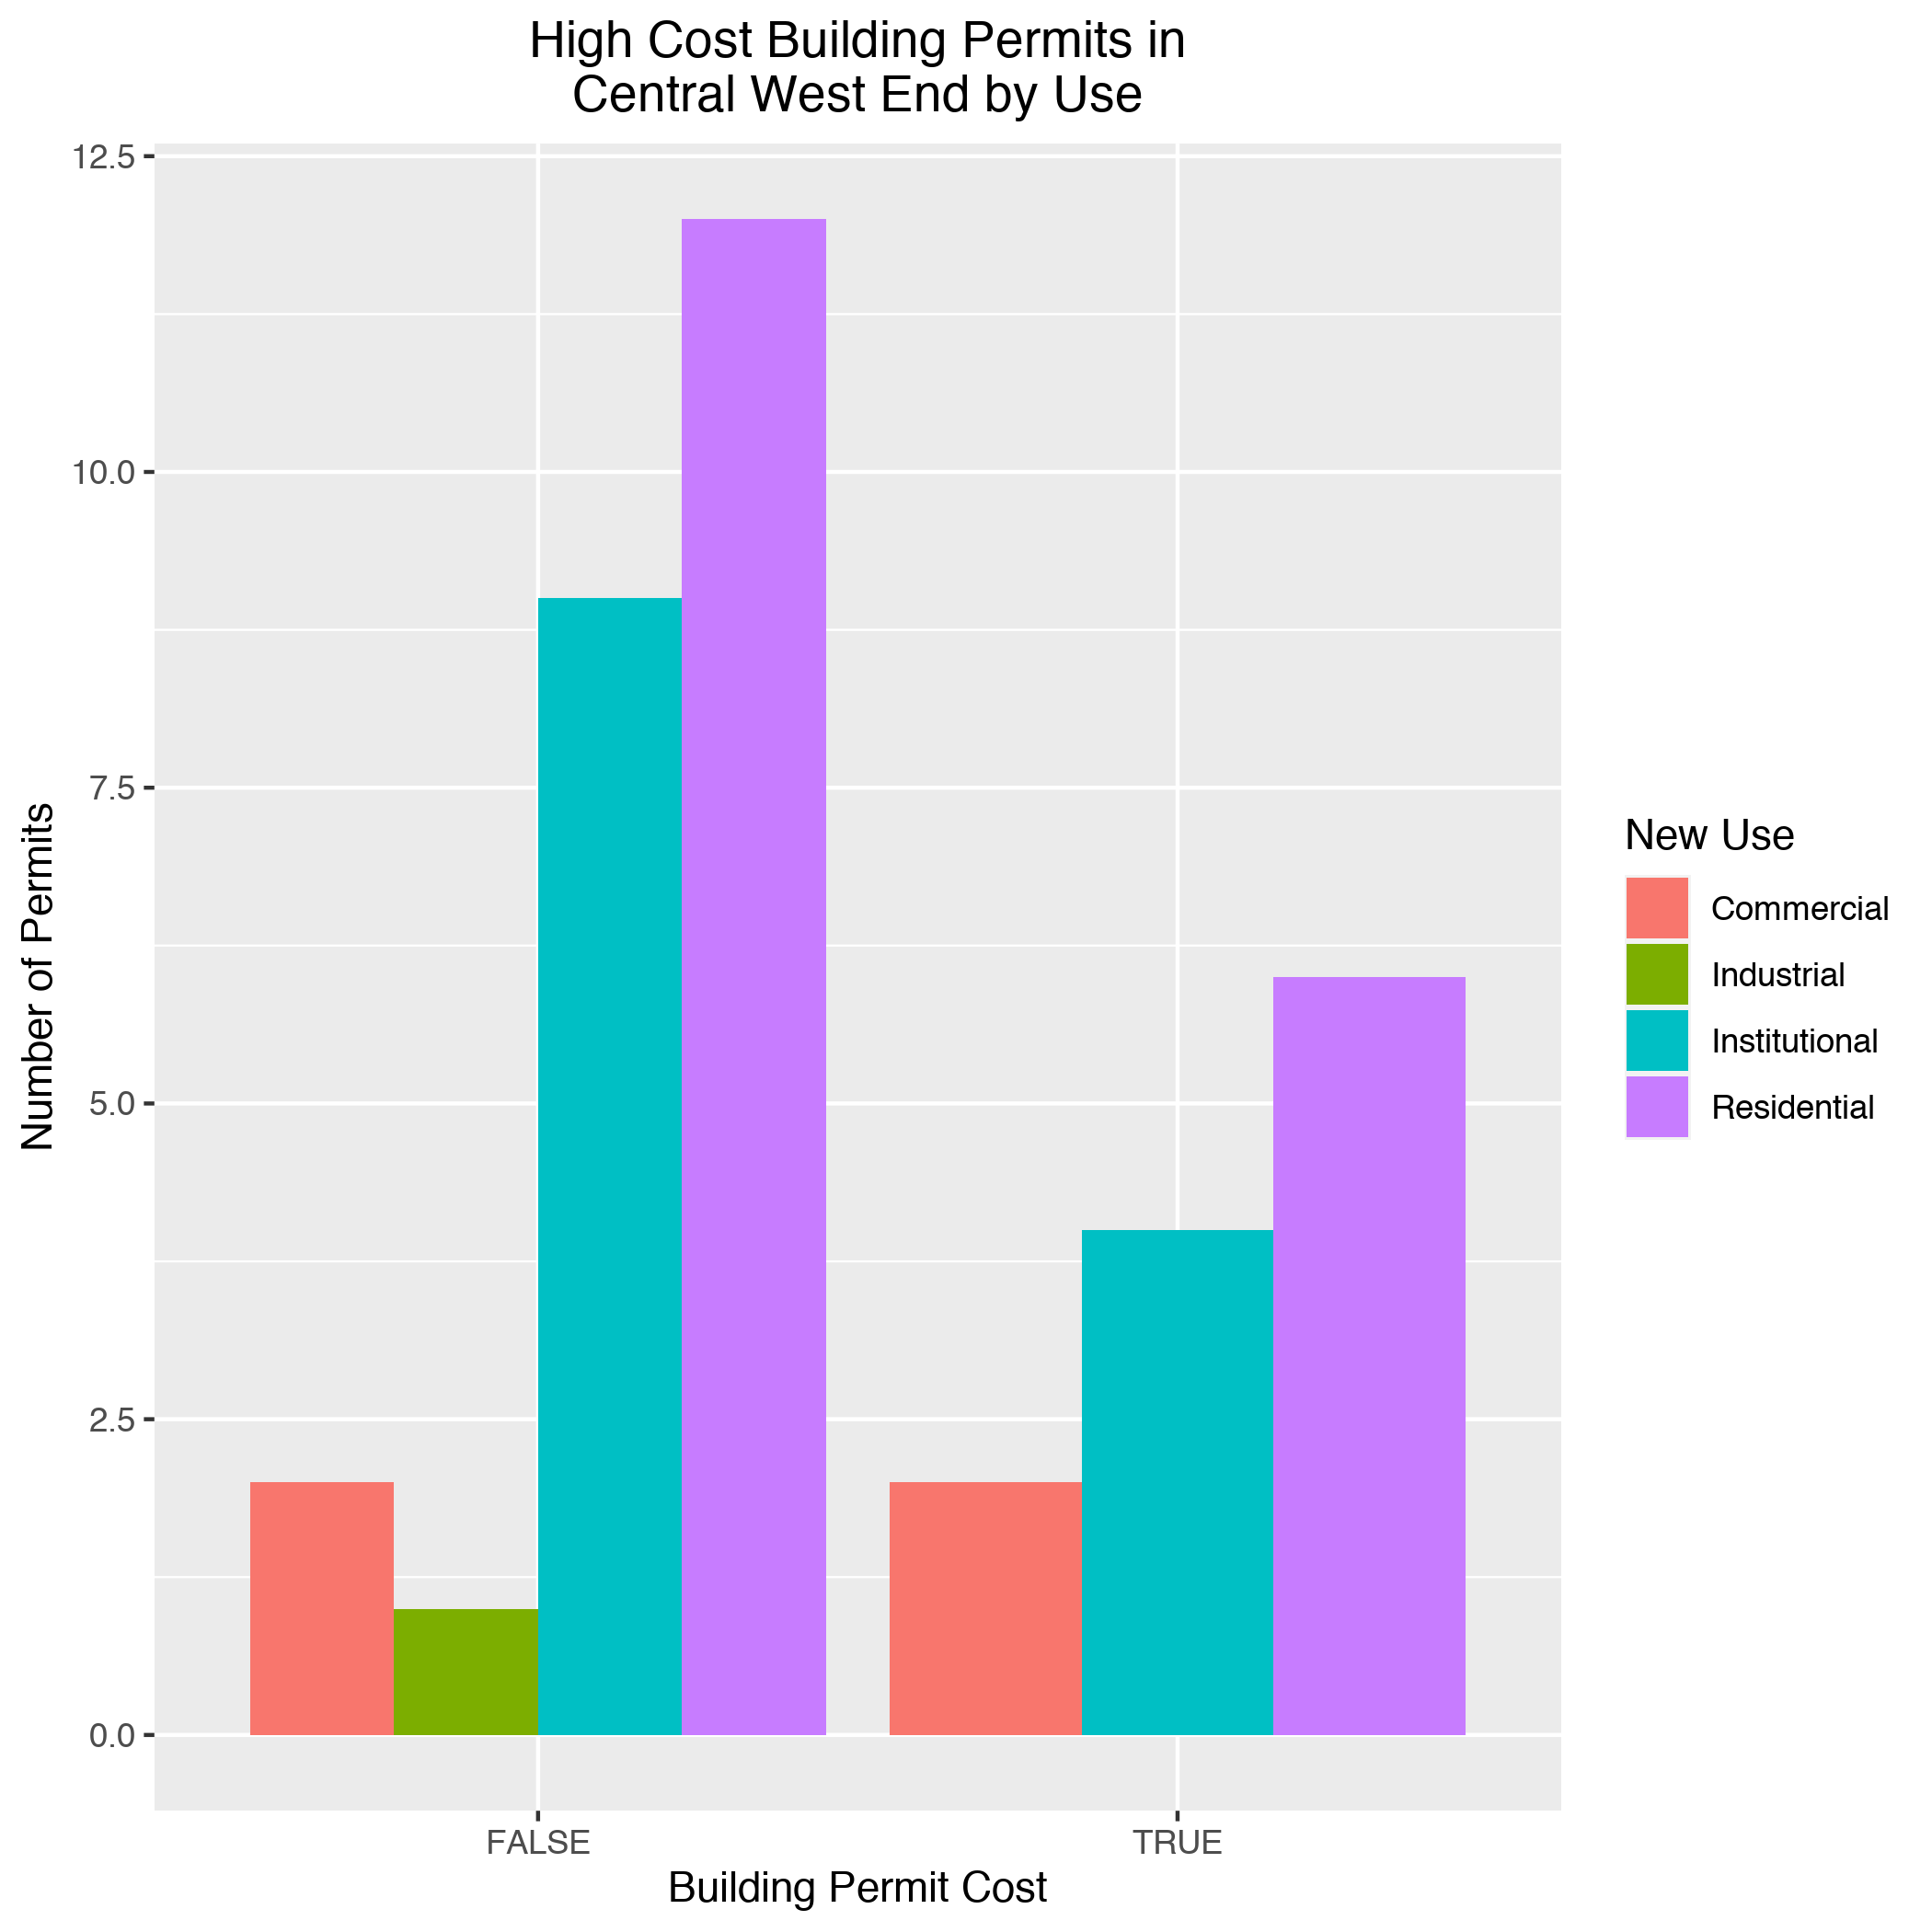 High Cost Building Permits in
Central West End by Use
12.5
10.0
7.5
5.0
2.5
0.0
Number of Permits
FALSE
TRUE
Building Permit Cost
New Use
Commercial
Industrial
Institutional
Residential